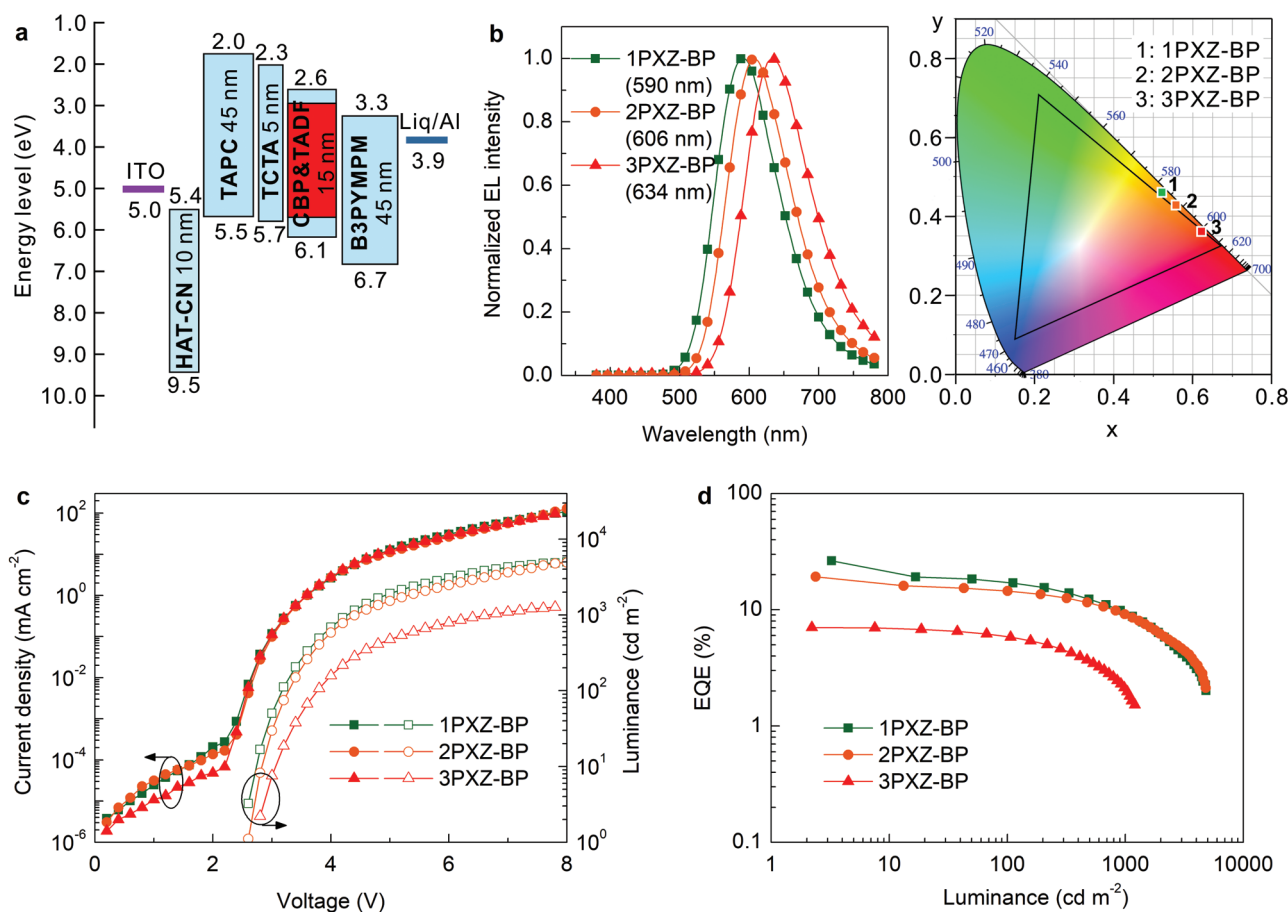 a
1.0
2.0
3.0
4.0
5.0
6.0
7.0
8.0
9.0
10.0
Energy level (eV)
ITO
5.0
5.4
HAT-CN 10 nm
9.5
2.0
TAPC 45 nm
5.5
2.3
TCTA 5 nm
5.7
2.6
CBP&TADF
15 nm
6.1
3.3
B3PYMPM
45 nm
6.7
Liq/Al
3.9
b
1PXZ-BP
(590 nm)
2PXZ-BP
(606 nm)
3PXZ-BP
(634 nm)
Normalized EL intensity
1.0
0.8
0.6
0.4
0.2
0.0
400 500 600 700 800
Wavelength (nm)
y
0.8
0.6
0.4
0.2
0.0
1: 1PXZ-BP
2: 2PXZ-BP
3: 3PXZ-BP
520
540
560
500
580
1
2
600
3
620
490
700
480
470
460
380
0.0 0.2 0.4 0.6 0.8
x
c
Current density (mA cm-2)
10²
10⁰
10⁻²
10⁻⁴
10⁻⁶
1PXZ-BP
2PXZ-BP
3PXZ-BP
10⁴
10³
10²
10¹
10⁰
Luminance (cd m⁻²)
0 2 4 6 8
Voltage (V)
d
EQE (%)
100
10
1
0.1
1PXZ-BP
2PXZ-BP
3PXZ-BP
1 10 100 1000 10000
Luminance (cd m⁻²)